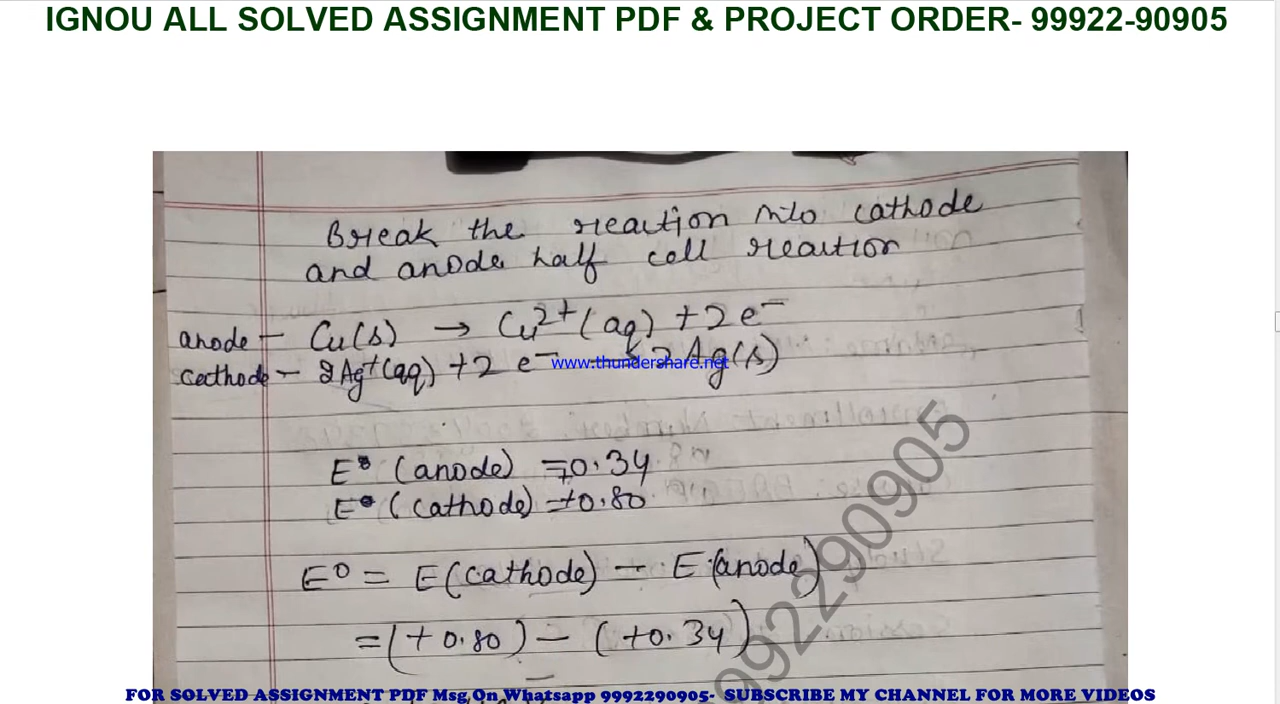 IGNOU ALL SOLVED ASSIGNMENT PDF & PROJECT ORDER- 99922-90905
Break the reaction into cathode
and anode half cell reaction
anode - Cu(s) → Cu²⁺(aq) + 2e⁻
cathode - 2Ag⁺(aq) + 2e⁻ → 2Ag(s)
www.thundershare.net
E° (anode) = +0.34
E° (cathode) = +0.80
E° = E(cathode) - E(anode)
= (+0.80) - (+0.34)
9992290905
FOR SOLVED ASSIGNMENT PDF Msg On Whatsapp 9992290905- SUBSCRIBE MY CHANNEL FOR MORE VIDEOS